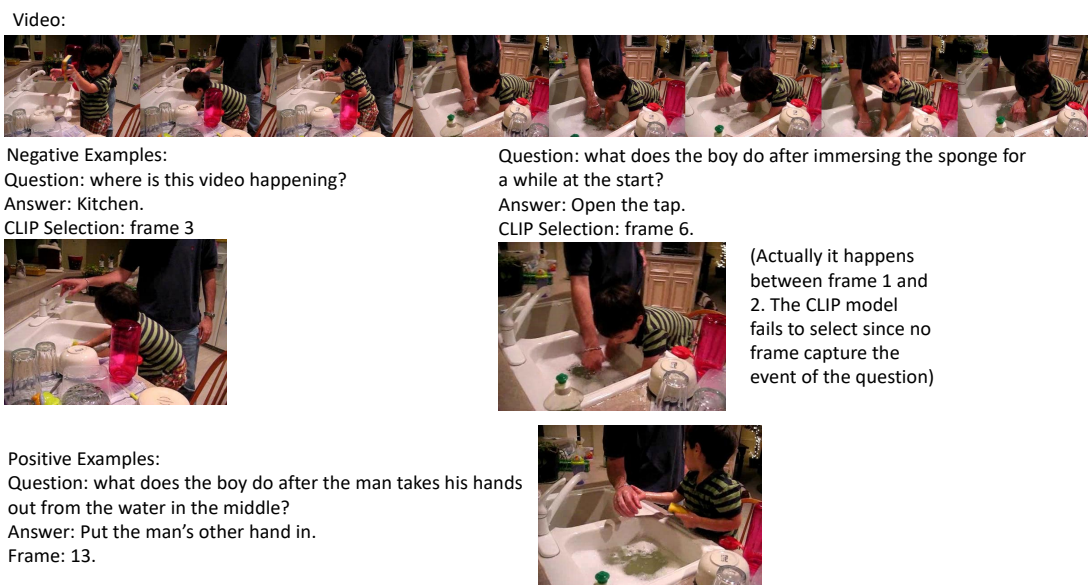 Video:
Negative Examples:
Question: where is this video happening?
Answer: Kitchen.
CLIP Selection: frame 3
Question: what does the boy do after immersing the sponge for
a while at the start?
Answer: Open the tap.
CLIP Selection: frame 6.
(Actually it happens
between frame 1 and
2. The CLIP model
fails to select since no
frame capture the
event of the question)
Positive Examples:
Question: what does the boy do after the man takes his hands
out from the water in the middle?
Answer: Put the man's other hand in.
Frame: 13.